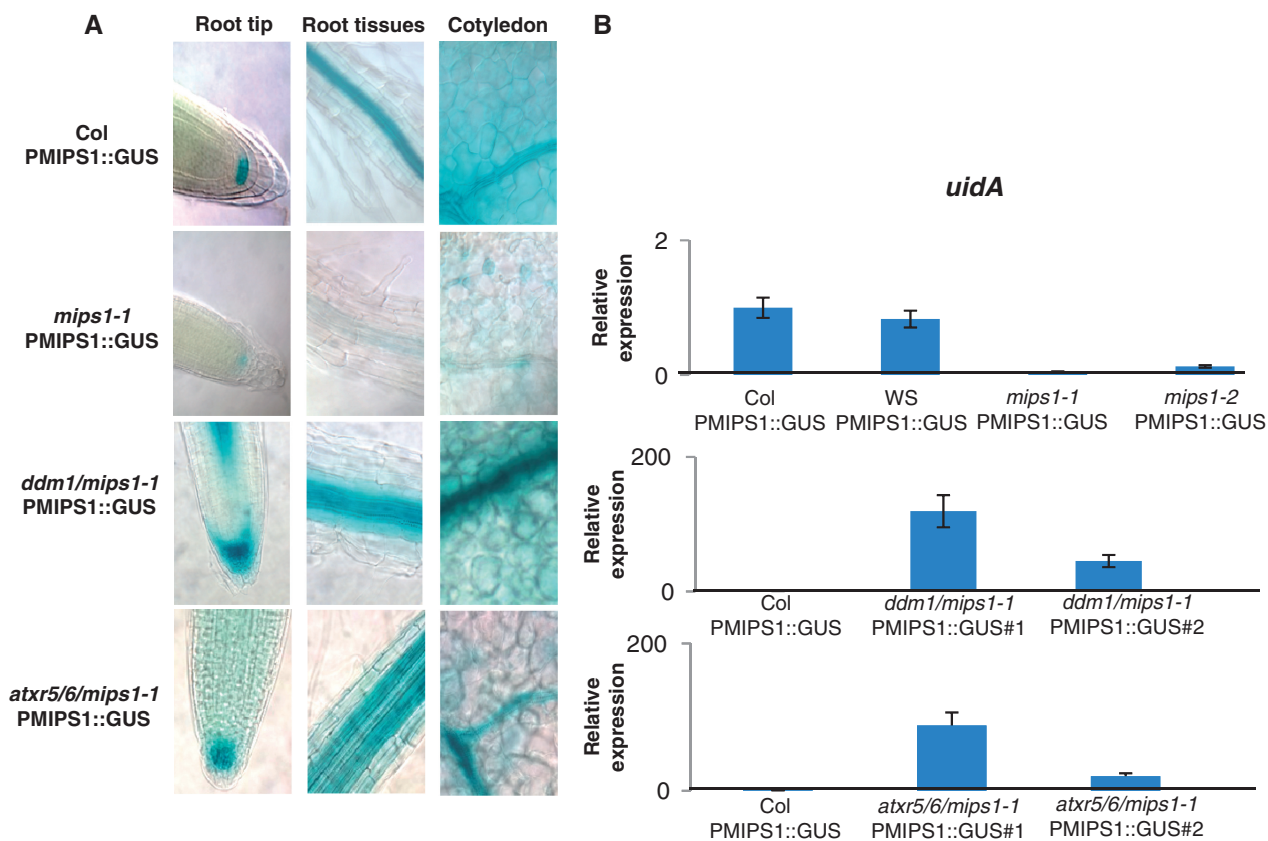 A
Root tip Root tissues Cotyledon
Col
PMIPS1::GUS
mips1-1
PMIPS1::GUS
ddm1/mips1-1
PMIPS1::GUS
atxr5/6/mips1-1
PMIPS1::GUS
B
uidA
Relative
expression
2
0
Col
PMIPS1::GUS
WS
PMIPS1::GUS
mips1-1
PMIPS1::GUS
mips1-2
PMIPS1::GUS
Relative
expression
200
0
Col
PMIPS1::GUS
ddm1/mips1-1
PMIPS1::GUS#1
ddm1/mips1-1
PMIPS1::GUS#2
Relative
expression
200
0
Col
PMIPS1::GUS
atxr5/6/mips1-1
PMIPS1::GUS#1
atxr5/6/mips1-1
PMIPS1::GUS#2